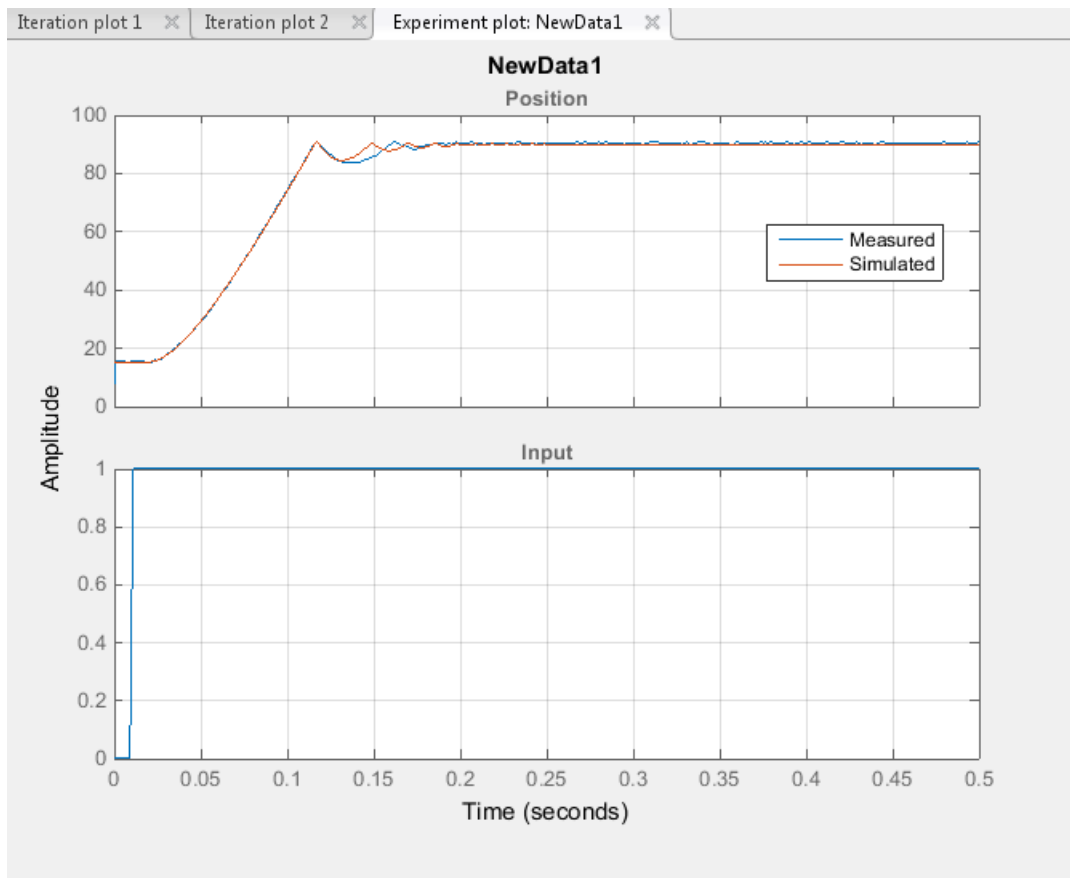 Iteration plot 1
Iteration plot 2
Experiment plot: NewData1
NewData1
Position
100
80
60
40
20
0
Measured
Simulated
Amplitude
Input
1
0.8
0.6
0.4
0.2
0
0 0.05 0.1 0.15 0.2 0.25 0.3 0.35 0.4 0.45 0.5
Time (seconds)